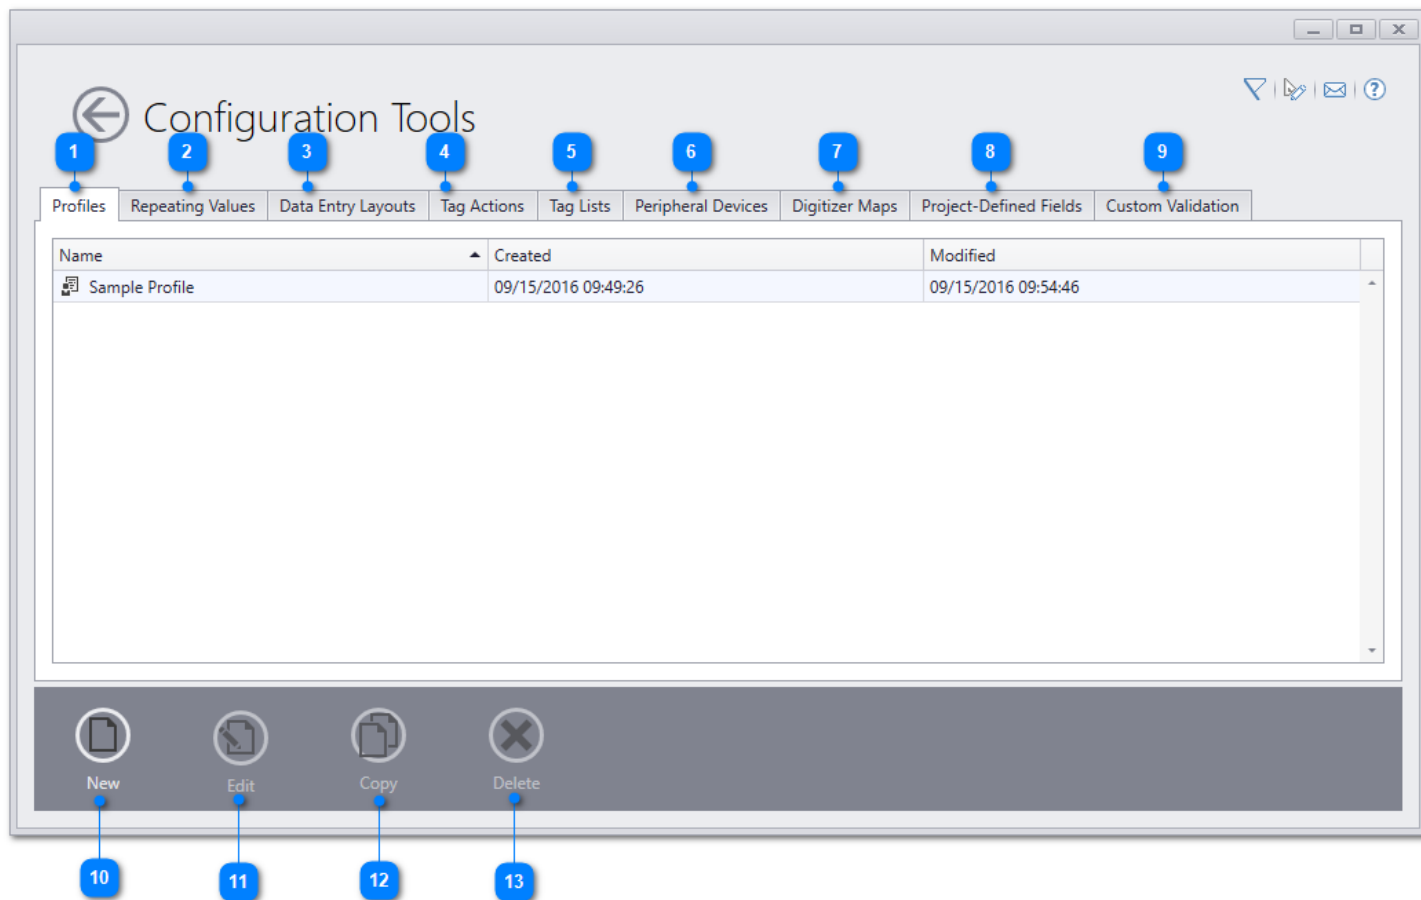 Configuration Tools
1 2 3 4 5 6 7 8 9
Profiles Repeating Values Data Entry Layouts Tag Actions Tag Lists Peripheral Devices Digitizer Maps Project-Defined Fields Custom Validation
Name Created Modified
Sample Profile 09/15/2016 09:49:26 09/15/2016 09:54:46
New Edit Copy Delete
10 11 12 13